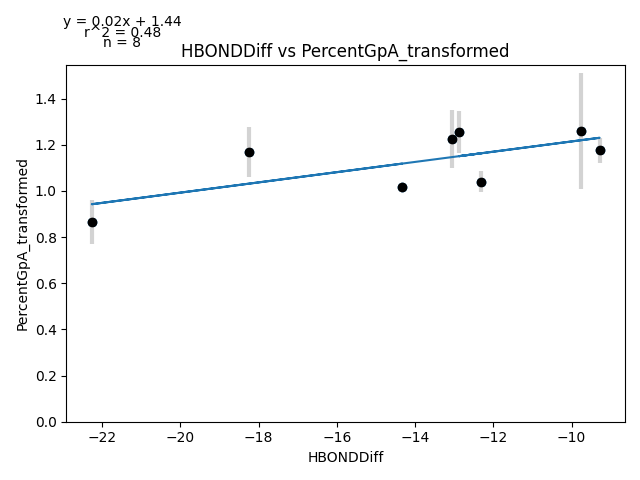 y = 0.02x + 1.44
r^2 = 0.48
n = 8
HBONDDiff vs PercentGpA_transformed
1.4
1.2
1.0
0.8
0.6
0.4
0.2
0.0
PercentGpA_transformed
−22
−20
−18
−16
−14
−12
−10
HBONDDiff